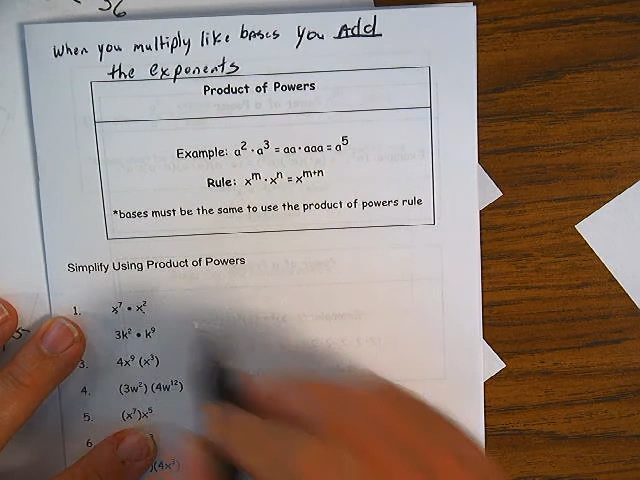 56
When you multiply like bases you Add
the exponents
Product of Powers
Example: a² · a³ = aa · aaa = a⁵
Rule: xᵐ · xⁿ = xᵐ⁺ⁿ
*bases must be the same to use the product of powers rule
Simplify Using Product of Powers
1. x⁷ • x²
3k² • k⁹
3. 4x⁹ (x³)
4. (3w²) (4w¹²)
5. (x⁷)x⁵
6.
)(4x³)